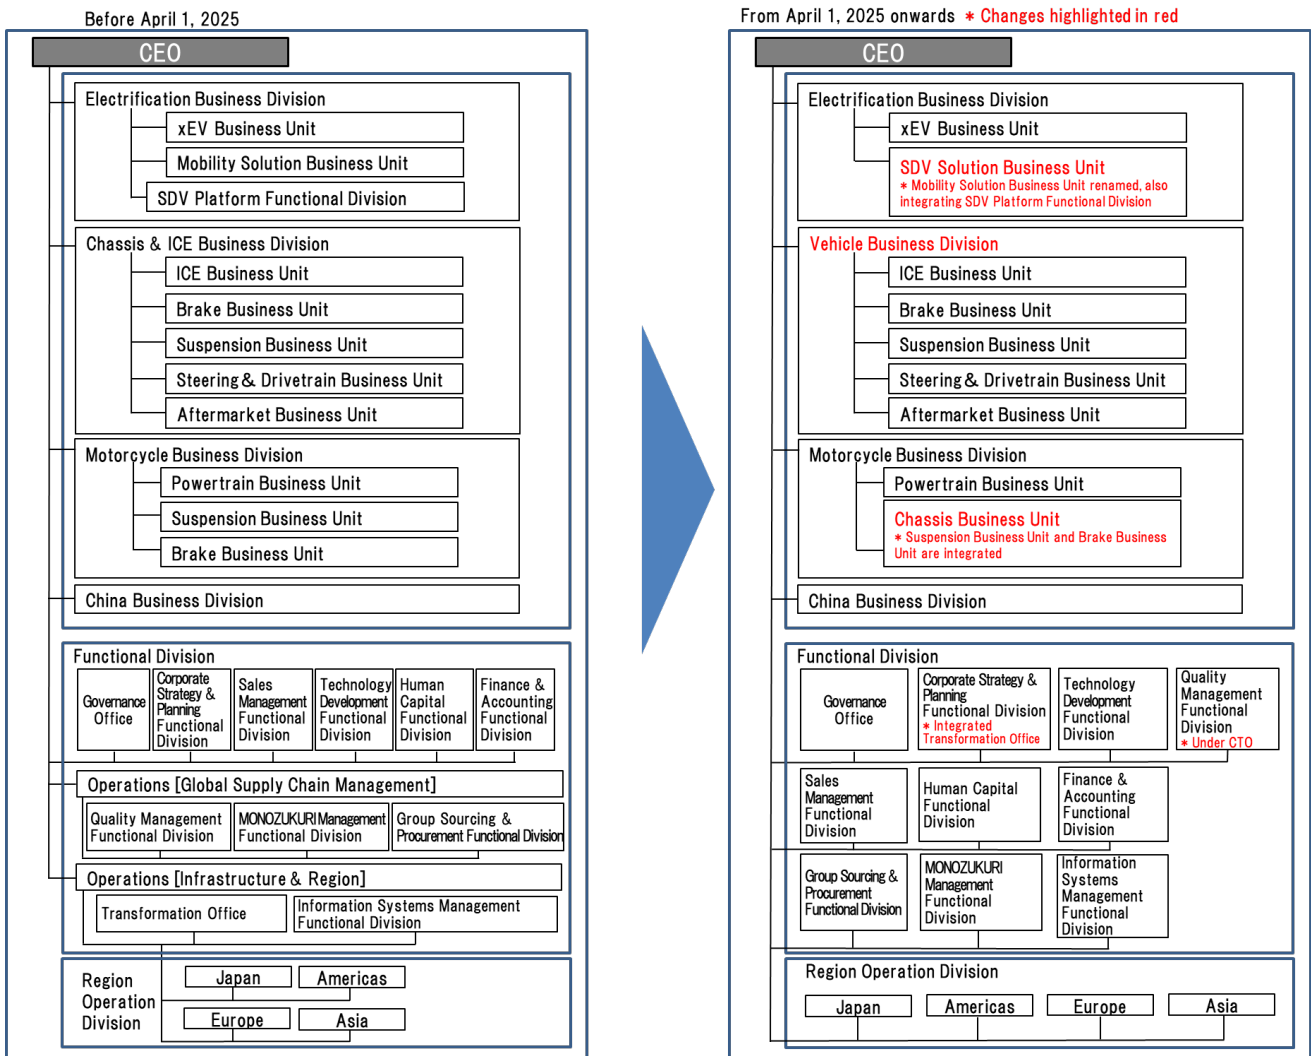 Before April 1, 2025
CEO
Electrification Business Division
xEV Business Unit
Mobility Solution Business Unit
SDV Platform Functional Division
Chassis & ICE Business Division
ICE Business Unit
Brake Business Unit
Suspension Business Unit
Steering & Drivetrain Business Unit
Aftermarket Business Unit
Motorcycle Business Division
Powertrain Business Unit
Suspension Business Unit
Brake Business Unit
China Business Division
Functional Division
Governance
Office
Corporate
Strategy &
Planning
Functional
Division
Sales
Management
Functional
Division
Technology
Development
Functional
Division
Human
Capital
Functional
Division
Finance &
Accounting
Functional
Division
Operations [Global Supply Chain Management]
Quality Management
Functional Division
MONOZUKURI Management
Functional Division
Group Sourcing &
Procurement Functional Division
Operations [Infrastructure & Region]
Transformation Office
Information Systems Management
Functional Division
Region
Operation
Division
Japan
Americas
Europe
Asia
From April 1, 2025 onwards * Changes highlighted in red
CEO
Electrification Business Division
xEV Business Unit
SDV Solution Business Unit
* Mobility Solution Business Unit renamed, also
integrating SDV Platform Functional Division
Vehicle Business Division
ICE Business Unit
Brake Business Unit
Suspension Business Unit
Steering & Drivetrain Business Unit
Aftermarket Business Unit
Motorcycle Business Division
Powertrain Business Unit
Chassis Business Unit
* Suspension Business Unit and Brake Business
Unit are integrated
China Business Division
Functional Division
Governance
Office
Corporate Strategy &
Planning
Functional Division
* Integrated
Transformation Office
Technology
Development
Functional
Division
Quality
Management
Functional
Division
* Under CTO
Sales
Management
Functional
Division
Human Capital
Functional
Division
Finance &
Accounting
Functional
Division
Group Sourcing &
Procurement
Functional Division
MONOZUKURI
Management
Functional
Division
Information
Systems
Management
Functional
Division
Region Operation Division
Japan
Americas
Europe
Asia